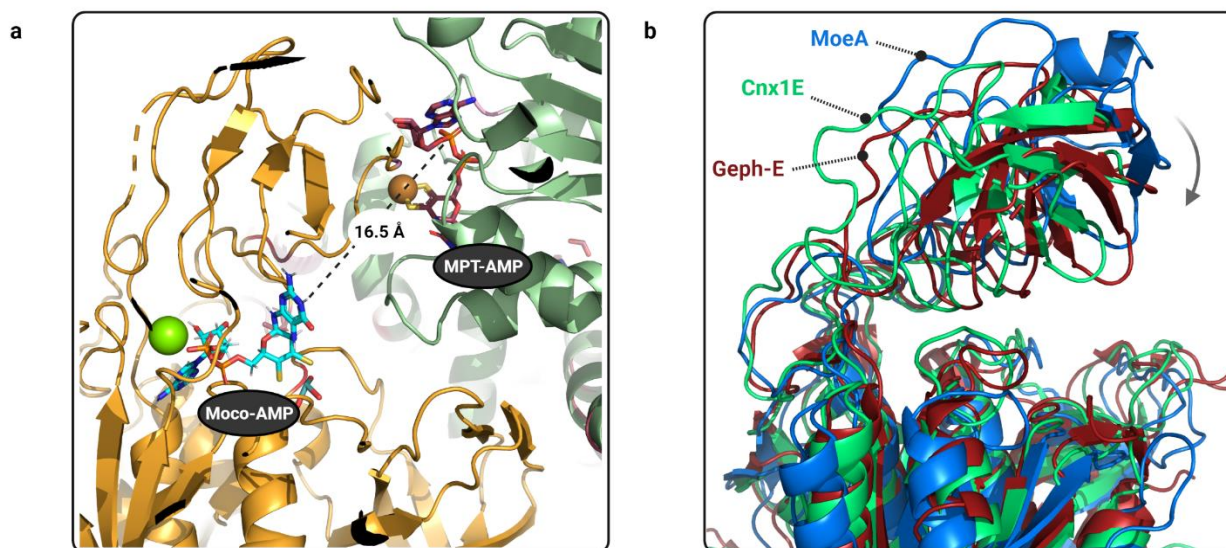 a
16.5 Å
MPT-AMP
Moco-AMP
b
MoeA
Cnx1E
Geph-E